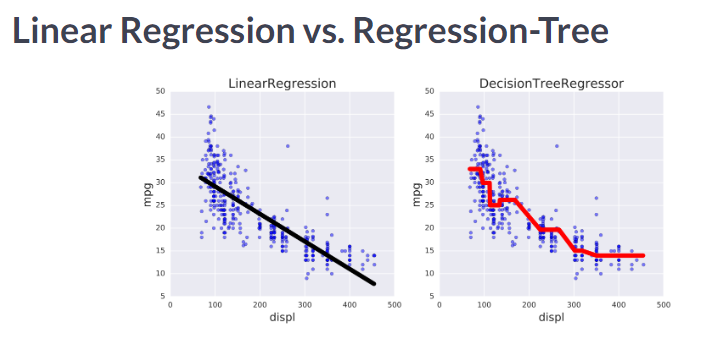 Linear Regression vs. Regression-Tree
LinearRegression
50
45
40
35
30
25
20
15
10
5
mpg
0 100 200 300 400 500
displ
DecisionTreeRegressor
50
45
40
35
30
25
20
15
10
5
mpg
0 100 200 300 400 500
displ